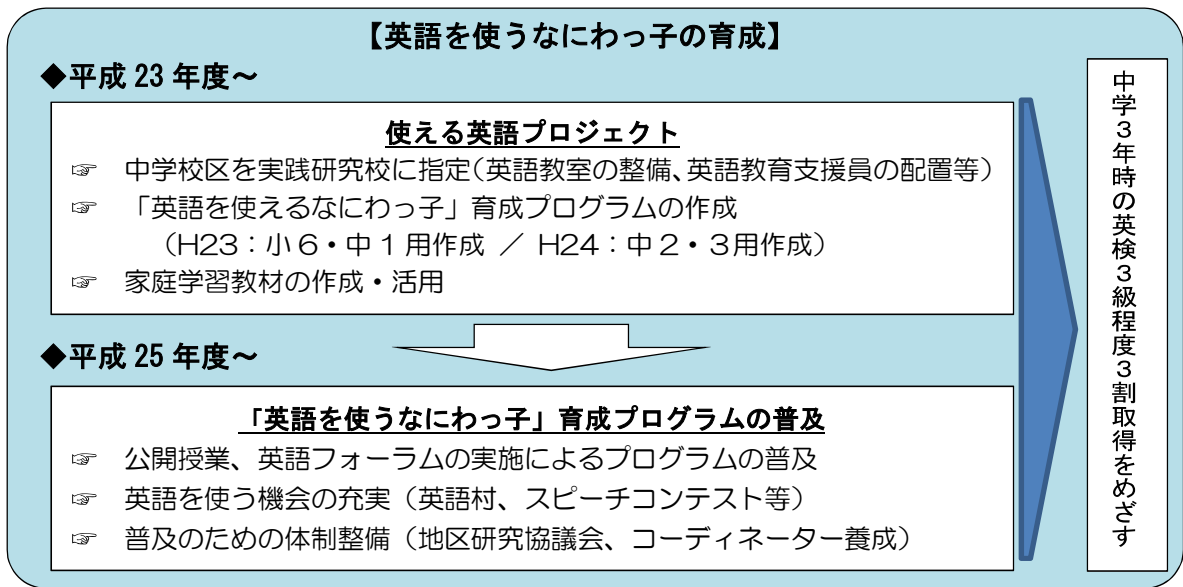 【英語を使うなにわっ子の育成】
◆平成 23 年度～
使える英語プロジェクト
☞ 中学校区を実践研究校に指定（英語教室の整備、英語教育支援員の配置等）
☞ 「英語を使えるなにわっ子」育成プログラムの作成
（H23：小６・中１用作成 ／ H24：中２・３用作成）
☞ 家庭学習教材の作成・活用
◆平成 25 年度～
「英語を使うなにわっ子」育成プログラムの普及
☞ 公開授業、英語フォーラムの実施によるプログラムの普及
☞ 英語を使う機会の充実（英語村、スピーチコンテスト等）
☞ 普及のための体制整備（地区研究協議会、コーディネーター養成）
中学３年時の英検３級程度３割取得をめざす